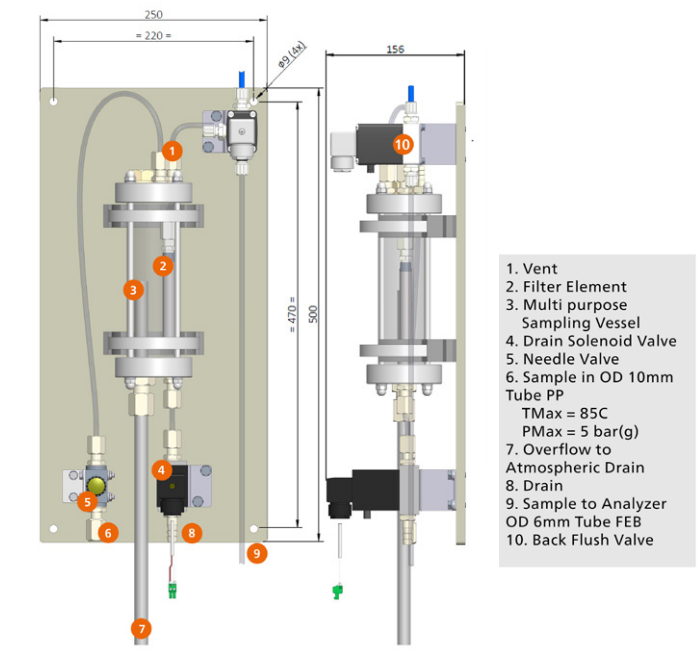 250
= 220 =
ø9 (4x)
156
1
10
2
3
= 470 =
500
4
5
6
8
9
7
1. Vent
2. Filter Element
3. Multi purpose
Sampling Vessel
4. Drain Solenoid Valve
5. Needle Valve
6. Sample in OD 10mm
Tube PP
TMax = 85C
PMax = 5 bar(g)
7. Overflow to
Atmospheric Drain
8. Drain
9. Sample to Analyzer
OD 6mm Tube FEB
10. Back Flush Valve